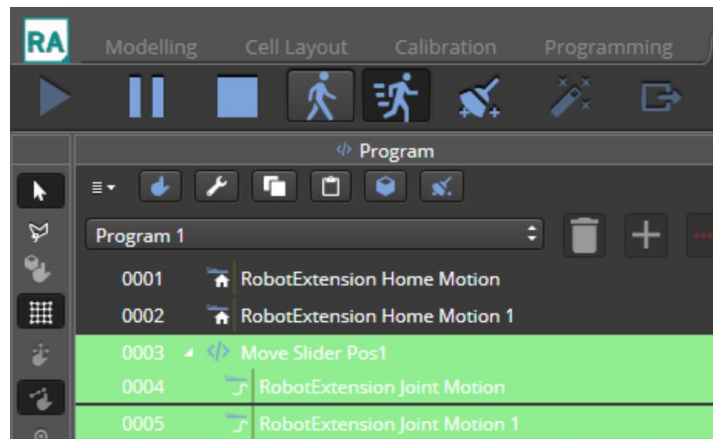 RA
Modelling Cell Layout Calibration Programming
</> Program
Program 1
0001 RobotExtension Home Motion
0002 RobotExtension Home Motion 1
0003 </> Move Slider Pos1
0004 RobotExtension Joint Motion
0005 RobotExtension Joint Motion 1